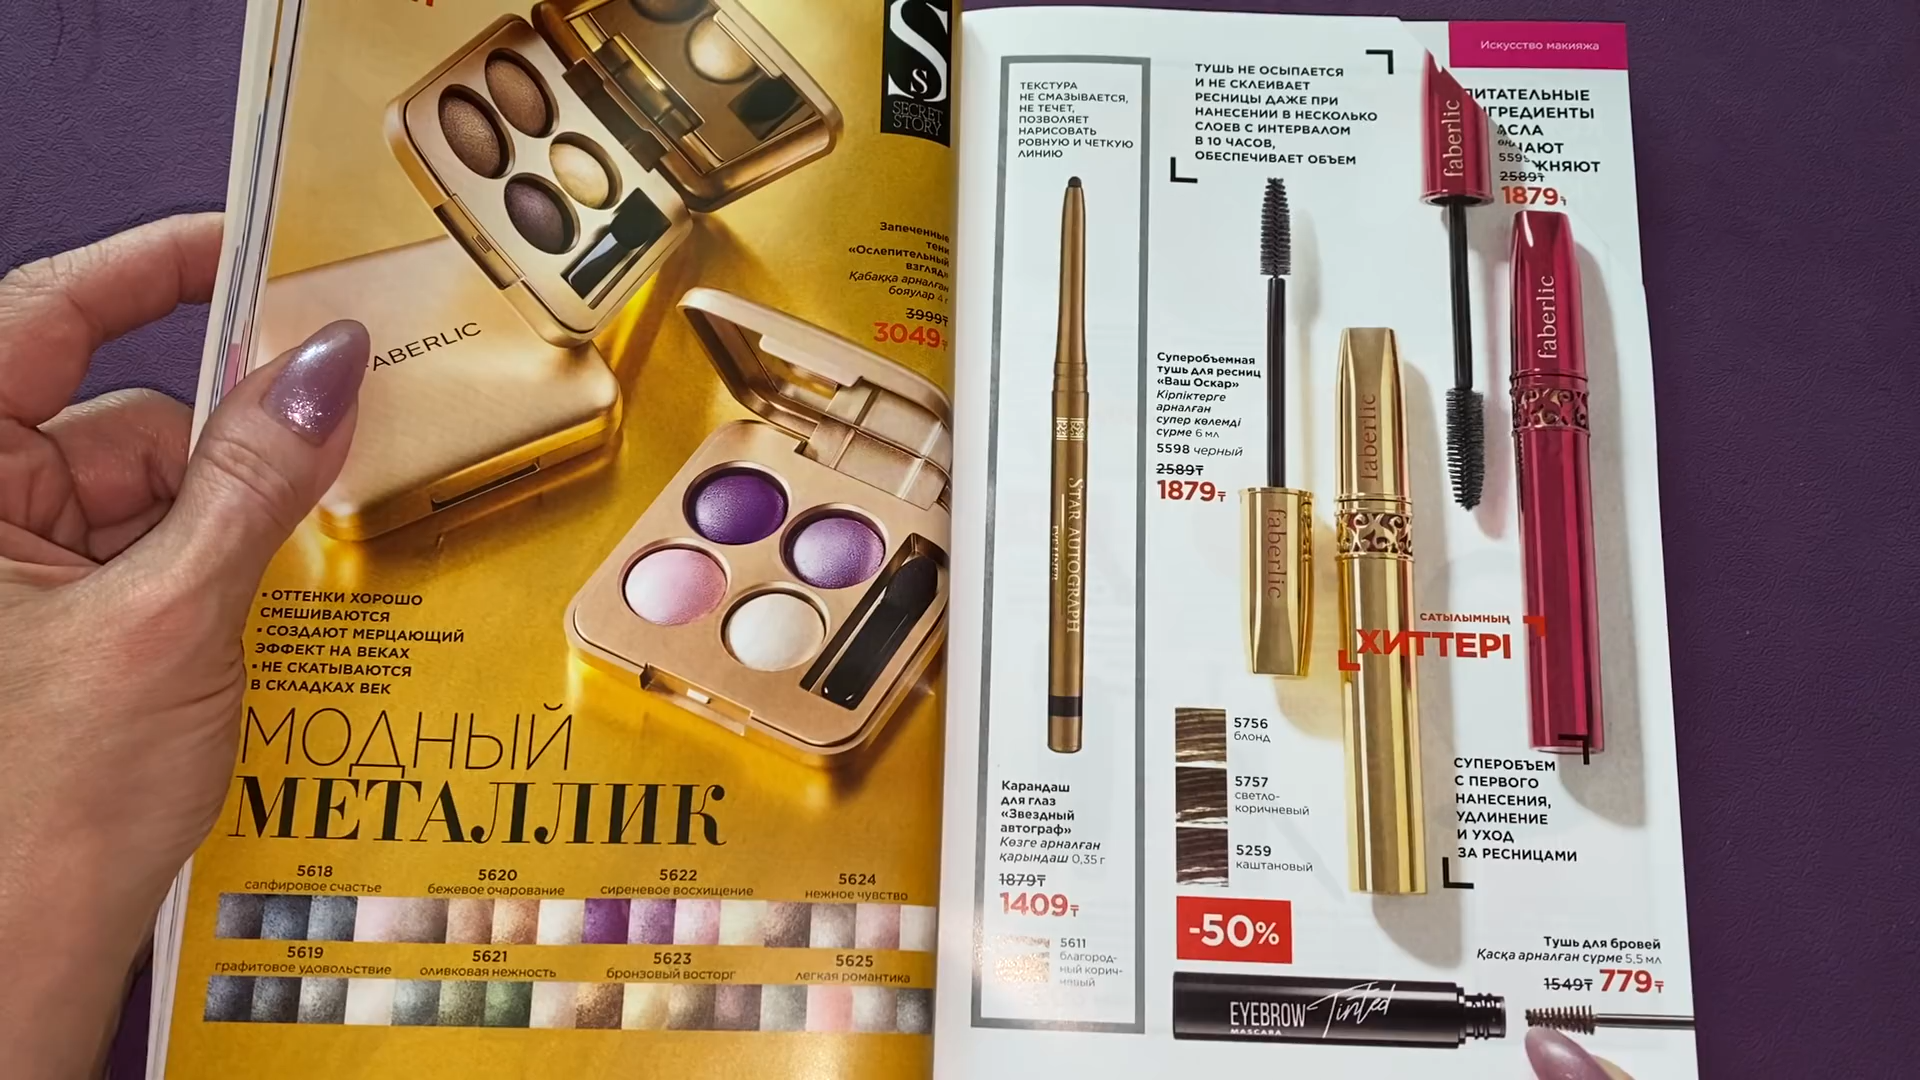 S
S
SECRET
STORY
Запеченные
тени
«Ослепительный
взгляд»
Қабаққа арналған
бояулар 4 г
3999₸
3049₸
FABERLIC
• ОТТЕНКИ ХОРОШО
СМЕШИВАЮТСЯ
• СОЗДАЮТ МЕРЦАЮЩИЙ
ЭФФЕКТ НА ВЕКАХ
• НЕ СКАТЫВАЮТСЯ
В СКЛАДКАХ ВЕК
МОДНЫЙ
МЕТАЛЛИК
5618
сапфировое счастье
5620
бежевое очарование
5622
сиреневое восхищение
5624
нежное чувство
5619
графитовое удовольствие
5621
оливковая нежность
5623
бронзовый восторг
5625
легкая романтика
Искусство макияжа
ТЕКСТУРА
НЕ СМАЗЫВАЕТСЯ,
НЕ ТЕЧЕТ,
ПОЗВОЛЯЕТ
НАРИСОВАТЬ
РОВНУЮ И ЧЕТКУЮ
ЛИНИЮ
STAR AUTOGRAPH
EYELINER
Карандаш
для глаз
«Звездный
автограф»
Көзге арналған
қарындаш 0,35 г
1879₸
1409₸
5611
благород-
ный корич-
невый
ТУШЬ НЕ ОСЫПАЕТСЯ
И НЕ СКЛЕИВАЕТ
РЕСНИЦЫ ДАЖЕ ПРИ
НАНЕСЕНИИ В НЕСКОЛЬКО
СЛОЕВ С ИНТЕРВАЛОМ
В 10 ЧАСОВ,
ОБЕСПЕЧИВАЕТ ОБЪЕМ
Суперобъемная
тушь для ресниц
«Ваш Оскар»
Кірпіктерге
арналған
супер көлемді
сүрме 6 мл
5598 черный
2589₸
1879₸
faberlic
faberlic
faberlic
faberlic
2589₸
1879₸
САТЫЛЫМНЫҢ
ХИТТЕРІ
5756
блонд
5757
светло-
коричневый
5259
каштановый
СУПЕРОБЪЕМ
С ПЕРВОГО
НАНЕСЕНИЯ,
УДЛИНЕНИЕ
И УХОД
ЗА РЕСНИЦАМИ
-50%
Тушь для бровей
Қасқа арналған сүрме 5,5 мл
1549₸ 779₸
EYEBROW Tinted
MASCARA